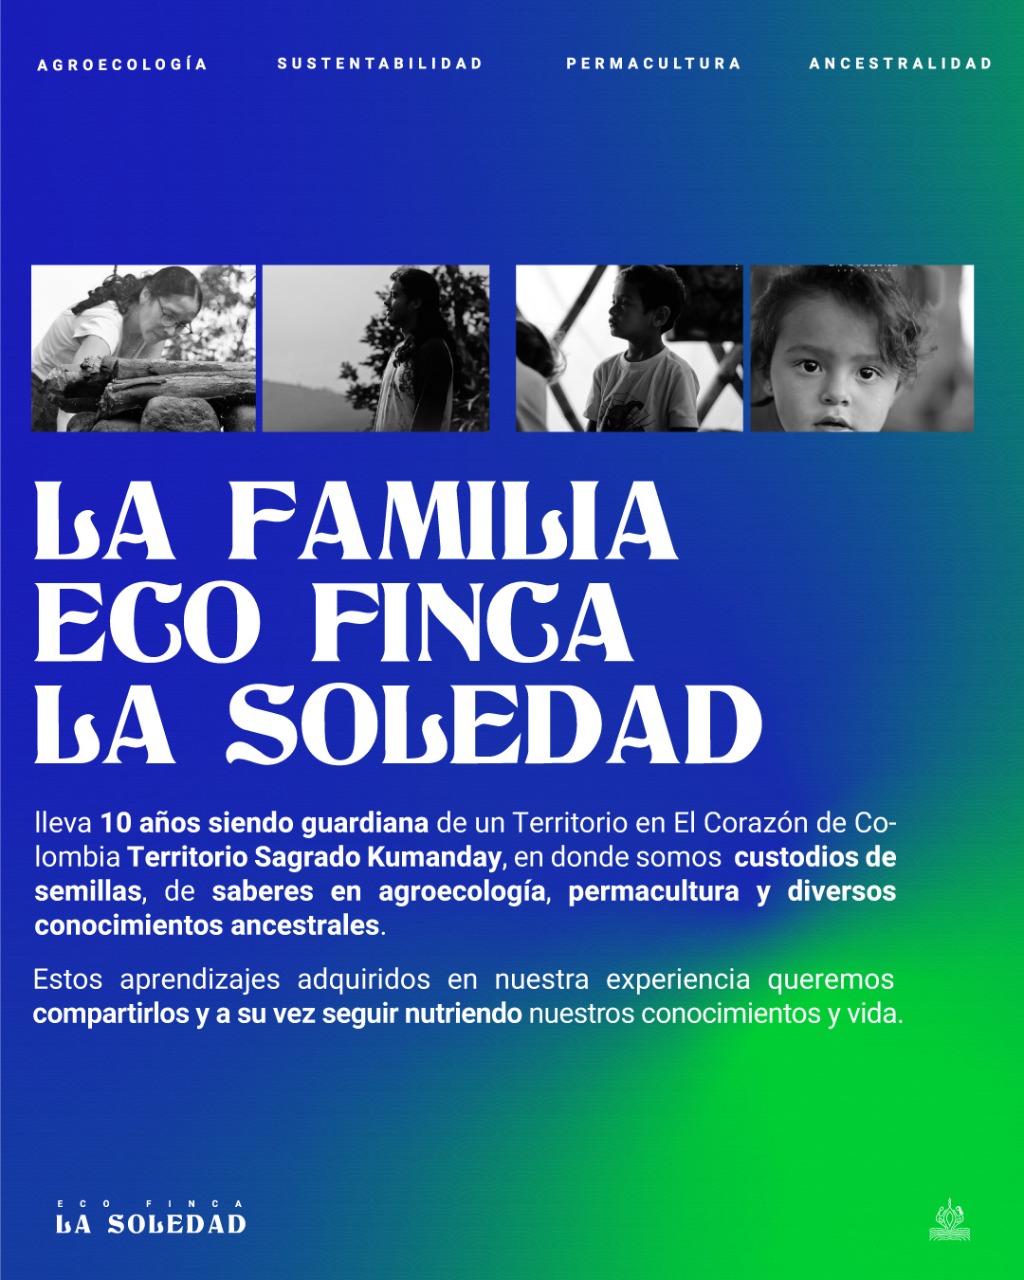 AGROECOLOGÍA SUSTENTABILIDAD PERMACULTURA ANCESTRALIDAD
LA FAMILIA
ECO FINCA
LA SOLEDAD
lleva 10 años siendo guardiana de un Territorio en El Corazón de Co-
lombia Territorio Sagrado Kumanday, en donde somos custodios de
semillas, de saberes en agroecología, permacultura y diversos
conocimientos ancestrales.
Estos aprendizajes adquiridos en nuestra experiencia queremos
compartirlos y a su vez seguir nutriendo nuestros conocimientos y vida.
ECO FINCA
LA SOLEDAD